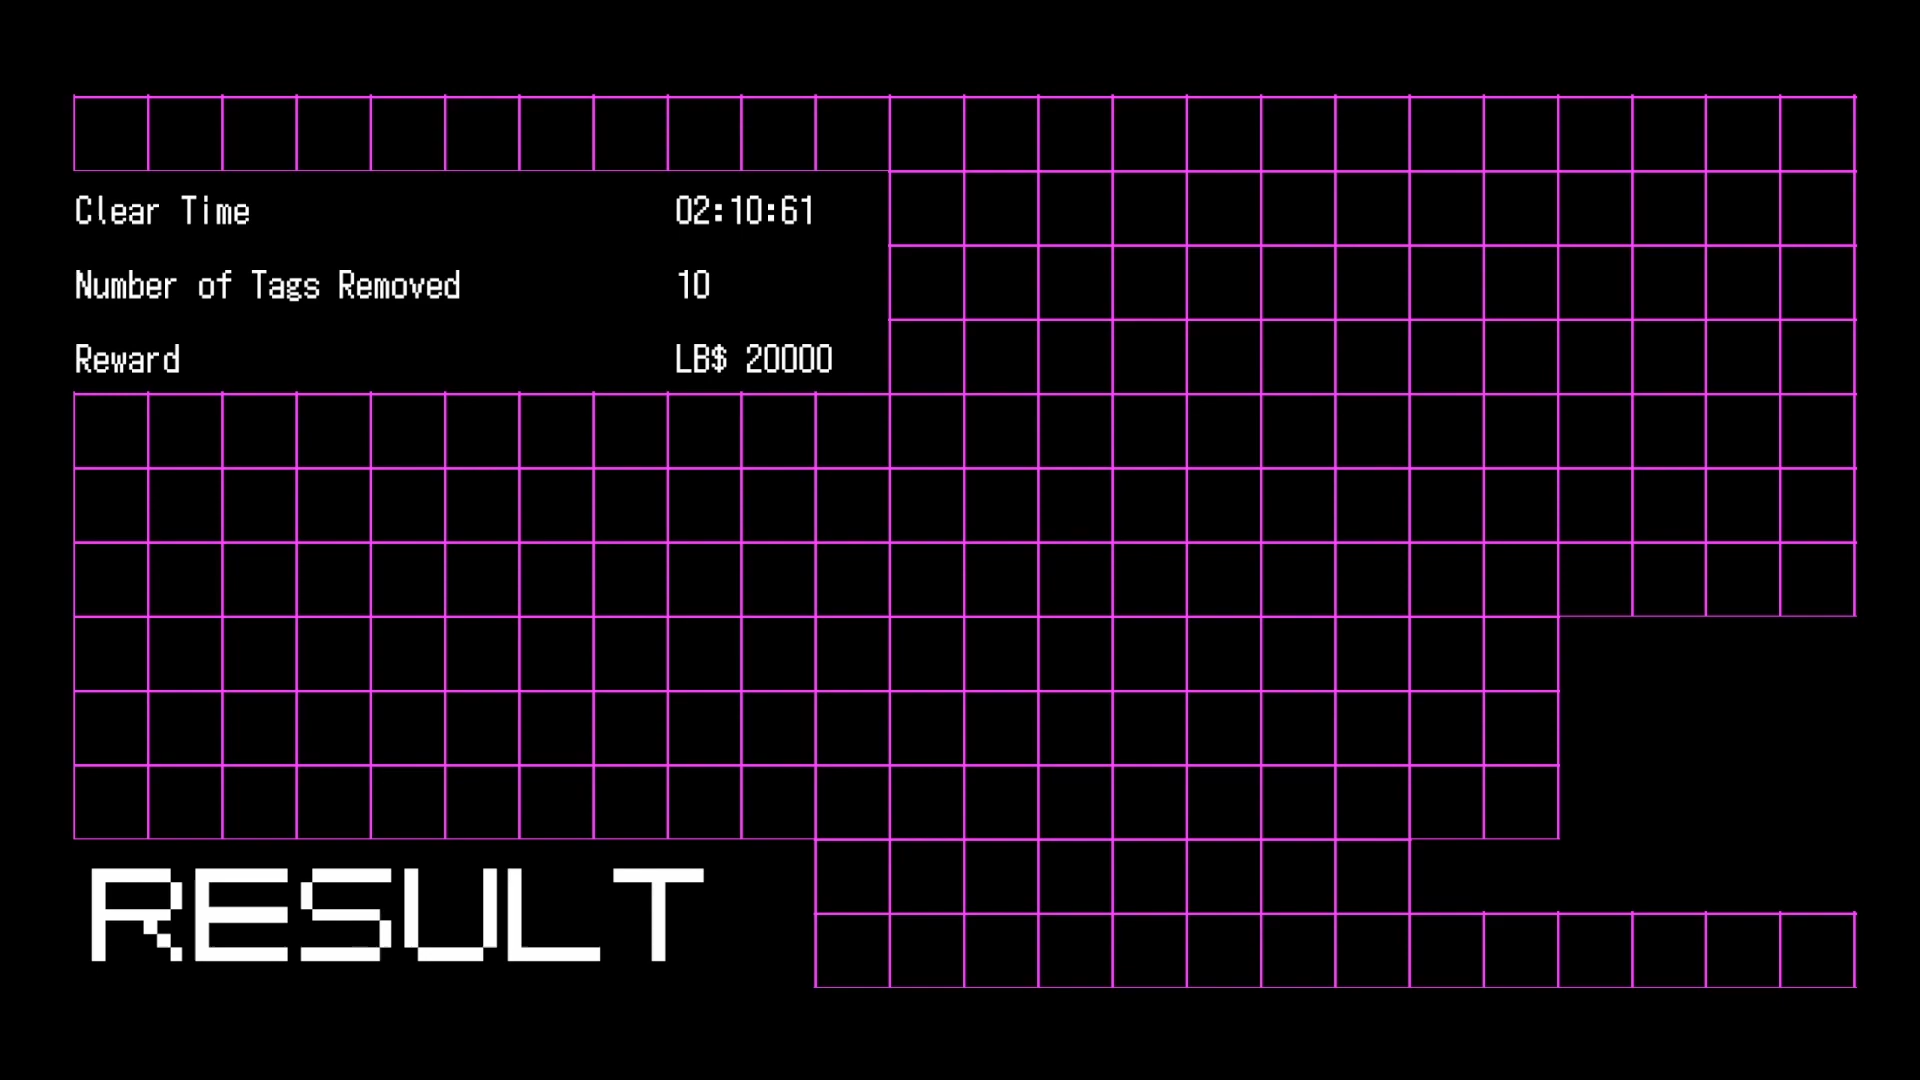 Clear Time 02:10:61
Number of Tags Removed 10
Reward LB$ 20000
RESULT